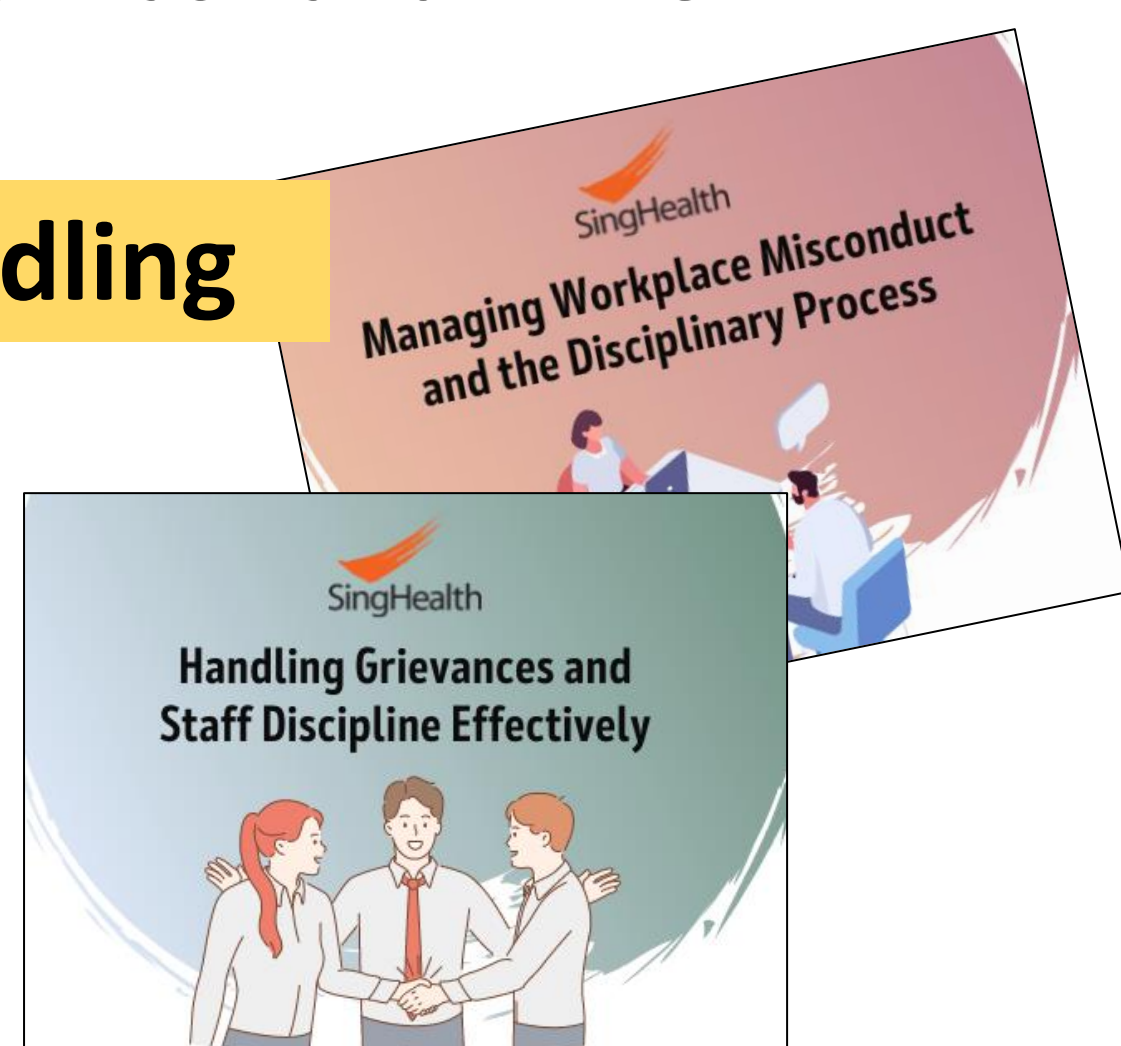 dling
SingHealth
Managing Workplace Misconduct
and the Disciplinary Process
SingHealth
Handling Grievances and
Staff Discipline Effectively